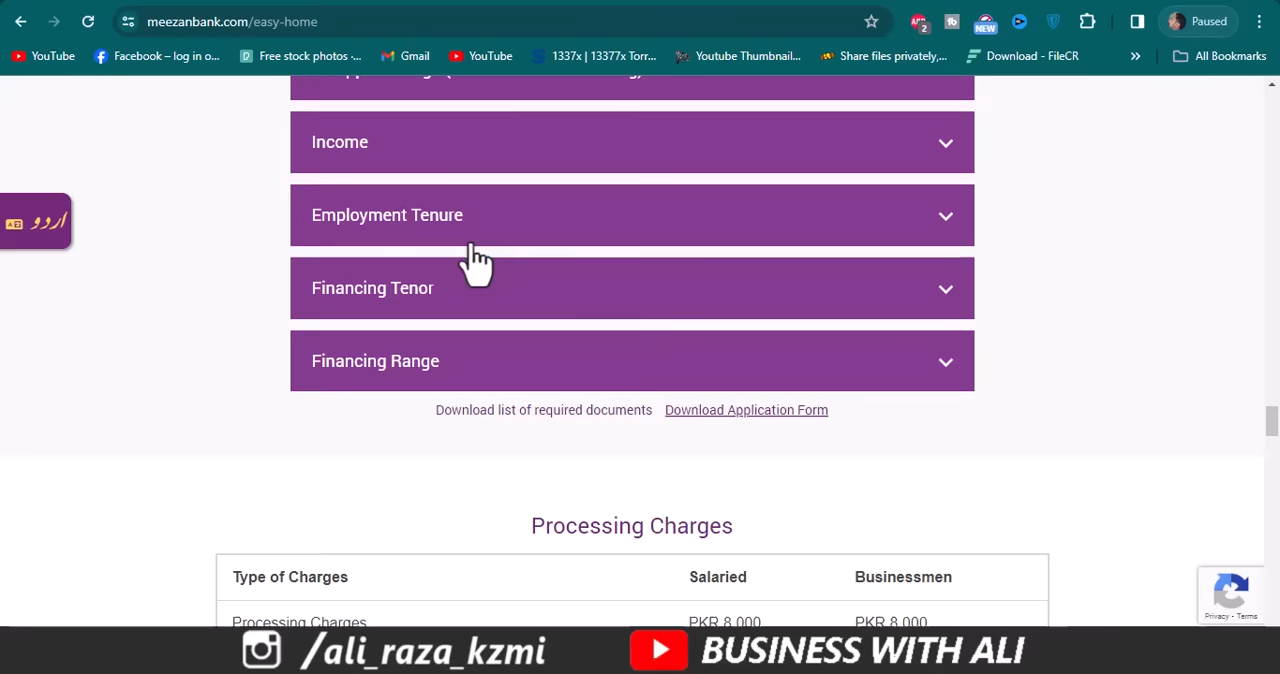 meezanbank.com/easy-home
2
NEW
Paused
YouTube
Facebook – log in o...
Free stock photos -...
Gmail
YouTube
1337x | 13377x Torr...
Youtube Thumbnail...
Share files privately,...
Download - FileCR
»
All Bookmarks
Income
Employment Tenure
اردو
Financing Tenor
Financing Range
Download list of required documents Download Application Form
Processing Charges
Type of Charges Salaried Businessmen
Processing Charges PKR 8,000 PKR 8,000
Privacy - Terms
/ali_raza_kzmi BUSINESS WITH ALI